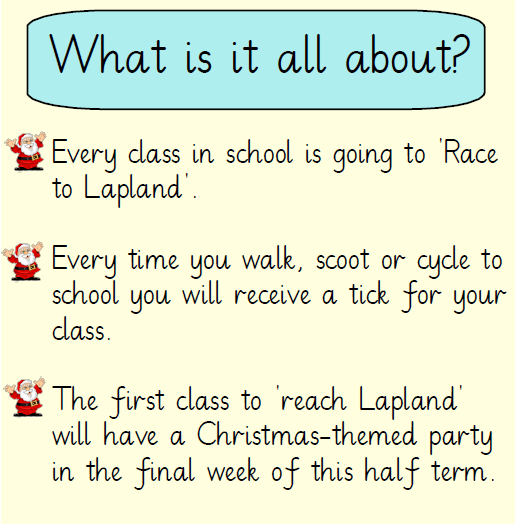 What is it all about?
Every class in school is going to 'Race
to Lapland'.
Every time you walk, scoot or cycle to
school you will receive a tick for your
class.
The first class to 'reach Lapland'
will have a Christmas-themed party
in the final week of this half term.